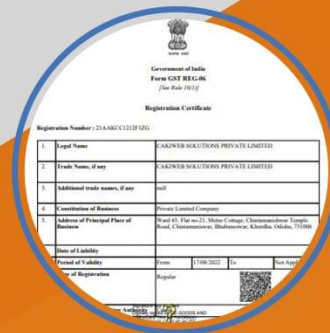 Government of India
Form GST REG-06
[See Rule 10(1)]
Registration Certificate
Registration Number : 21AAKCC1212F1ZG
1. Legal Name CAKIWEB SOLUTIONS PRIVATE LIMITED
2. Trade Name, if any CAKIWEB SOLUTIONS PRIVATE LIMITED
3. Additional trade names, if any null
4. Constitution of Business Private Limited Company
5. Address of Principal Place of Business Ward 45, Flat no-21, Metro Cottage, Chintamaniswar Temple
Road, Chintamaniswar, Bhubaneswar, Khordha, Odisha, 751006
Date of Liability
Period of Validity From 17/08/2022 To Not Appl
of Registration Regular
Authority
GOODS AND